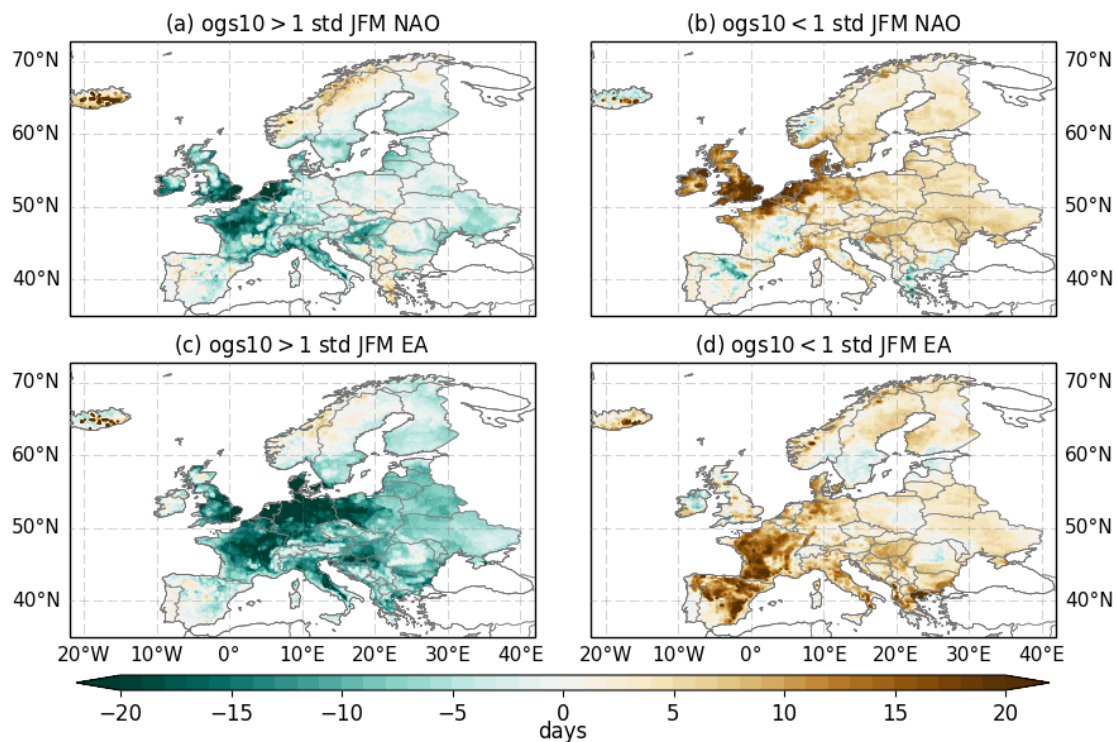 (a) ogs10 > 1 std JFM NAO
(b) ogs10 < 1 std JFM NAO
70°N
60°N
50°N
40°N
70°N
60°N
50°N
40°N
(c) ogs10 > 1 std JFM EA
(d) ogs10 < 1 std JFM EA
70°N
60°N
50°N
40°N
70°N
60°N
50°N
40°N
20°W 10°W 0° 10°E 20°E 30°E 40°E
20°W 10°W 0° 10°E 20°E 30°E 40°E
−20 −15 −10 −5 0 5 10 15 20
days